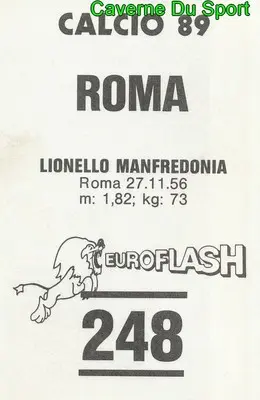 Caverne Du Sport
CALCIO 89
ROMA
LIONELLO MANFREDONIA
Roma 27.11.56
m: 1,82; kg: 73
EUROFLASH
248